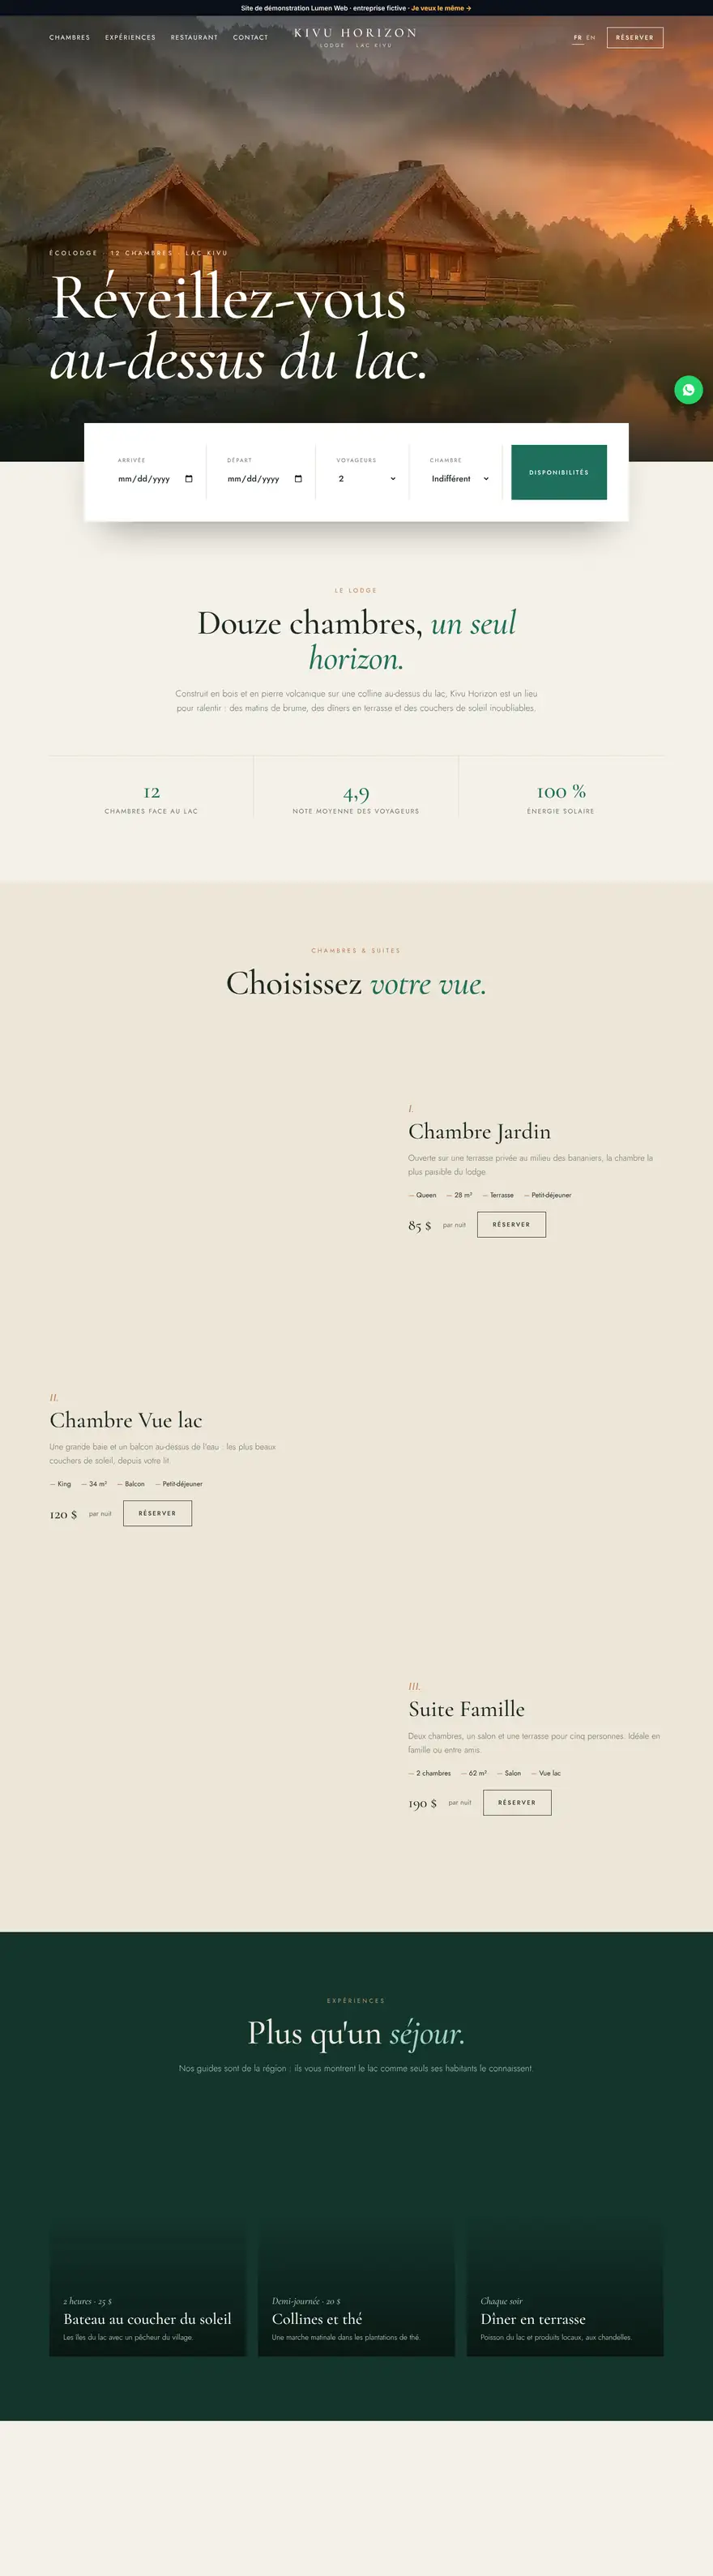 Site de démonstration Lumen Web · entreprise fictive · Je veux le même →
CHAMBRES EXPÉRIENCES RESTAURANT CONTACT
KIVU HORIZON
LODGE · LAC KIVU
FR EN
RÉSERVER
ÉCOLODGE · 12 CHAMBRES · LAC KIVU
Réveillez-vous
au-dessus du lac.
ARRIVÉE
mm/dd/yyyy
DÉPART
mm/dd/yyyy
VOYAGEURS
2
CHAMBRE
Indifférent
DISPONIBILITÉS
LE LODGE
Douze chambres, un seul
horizon.
Construit en bois et en pierre volcanique sur une colline au-dessus du lac, Kivu Horizon est un lieu
pour ralentir : des matins de brume, des dîners en terrasse et des couchers de soleil inoubliables.
12
CHAMBRES FACE AU LAC
4,9
NOTE MOYENNE DES VOYAGEURS
100 %
ÉNERGIE SOLAIRE
CHAMBRES & SUITES
Choisissez votre vue.
I.
Chambre Jardin
Ouverte sur une terrasse privée au milieu des bananiers, la chambre la
plus paisible du lodge.
— Queen — 28 m² — Terrasse — Petit-déjeuner
85 $ par nuit RÉSERVER
II.
Chambre Vue lac
Une grande baie et un balcon au-dessus de l'eau : les plus beaux
couchers de soleil, depuis votre lit.
— King — 34 m² — Balcon — Petit-déjeuner
120 $ par nuit RÉSERVER
III.
Suite Famille
Deux chambres, un salon et une terrasse pour cinq personnes. Idéale en
famille ou entre amis.
— 2 chambres — 62 m² — Salon — Vue lac
190 $ par nuit RÉSERVER
EXPÉRIENCES
Plus qu'un séjour.
Nos guides sont de la région : ils vous montrent le lac comme seuls ses habitants le connaissent.
2 heures · 25 $
Bateau au coucher du soleil
Les îles du lac avec un pêcheur du village.
Demi-journée · 20 $
Collines et thé
Une marche matinale dans les plantations de thé.
Chaque soir
Dîner en terrasse
Poisson du lac et produits locaux, aux chandelles.